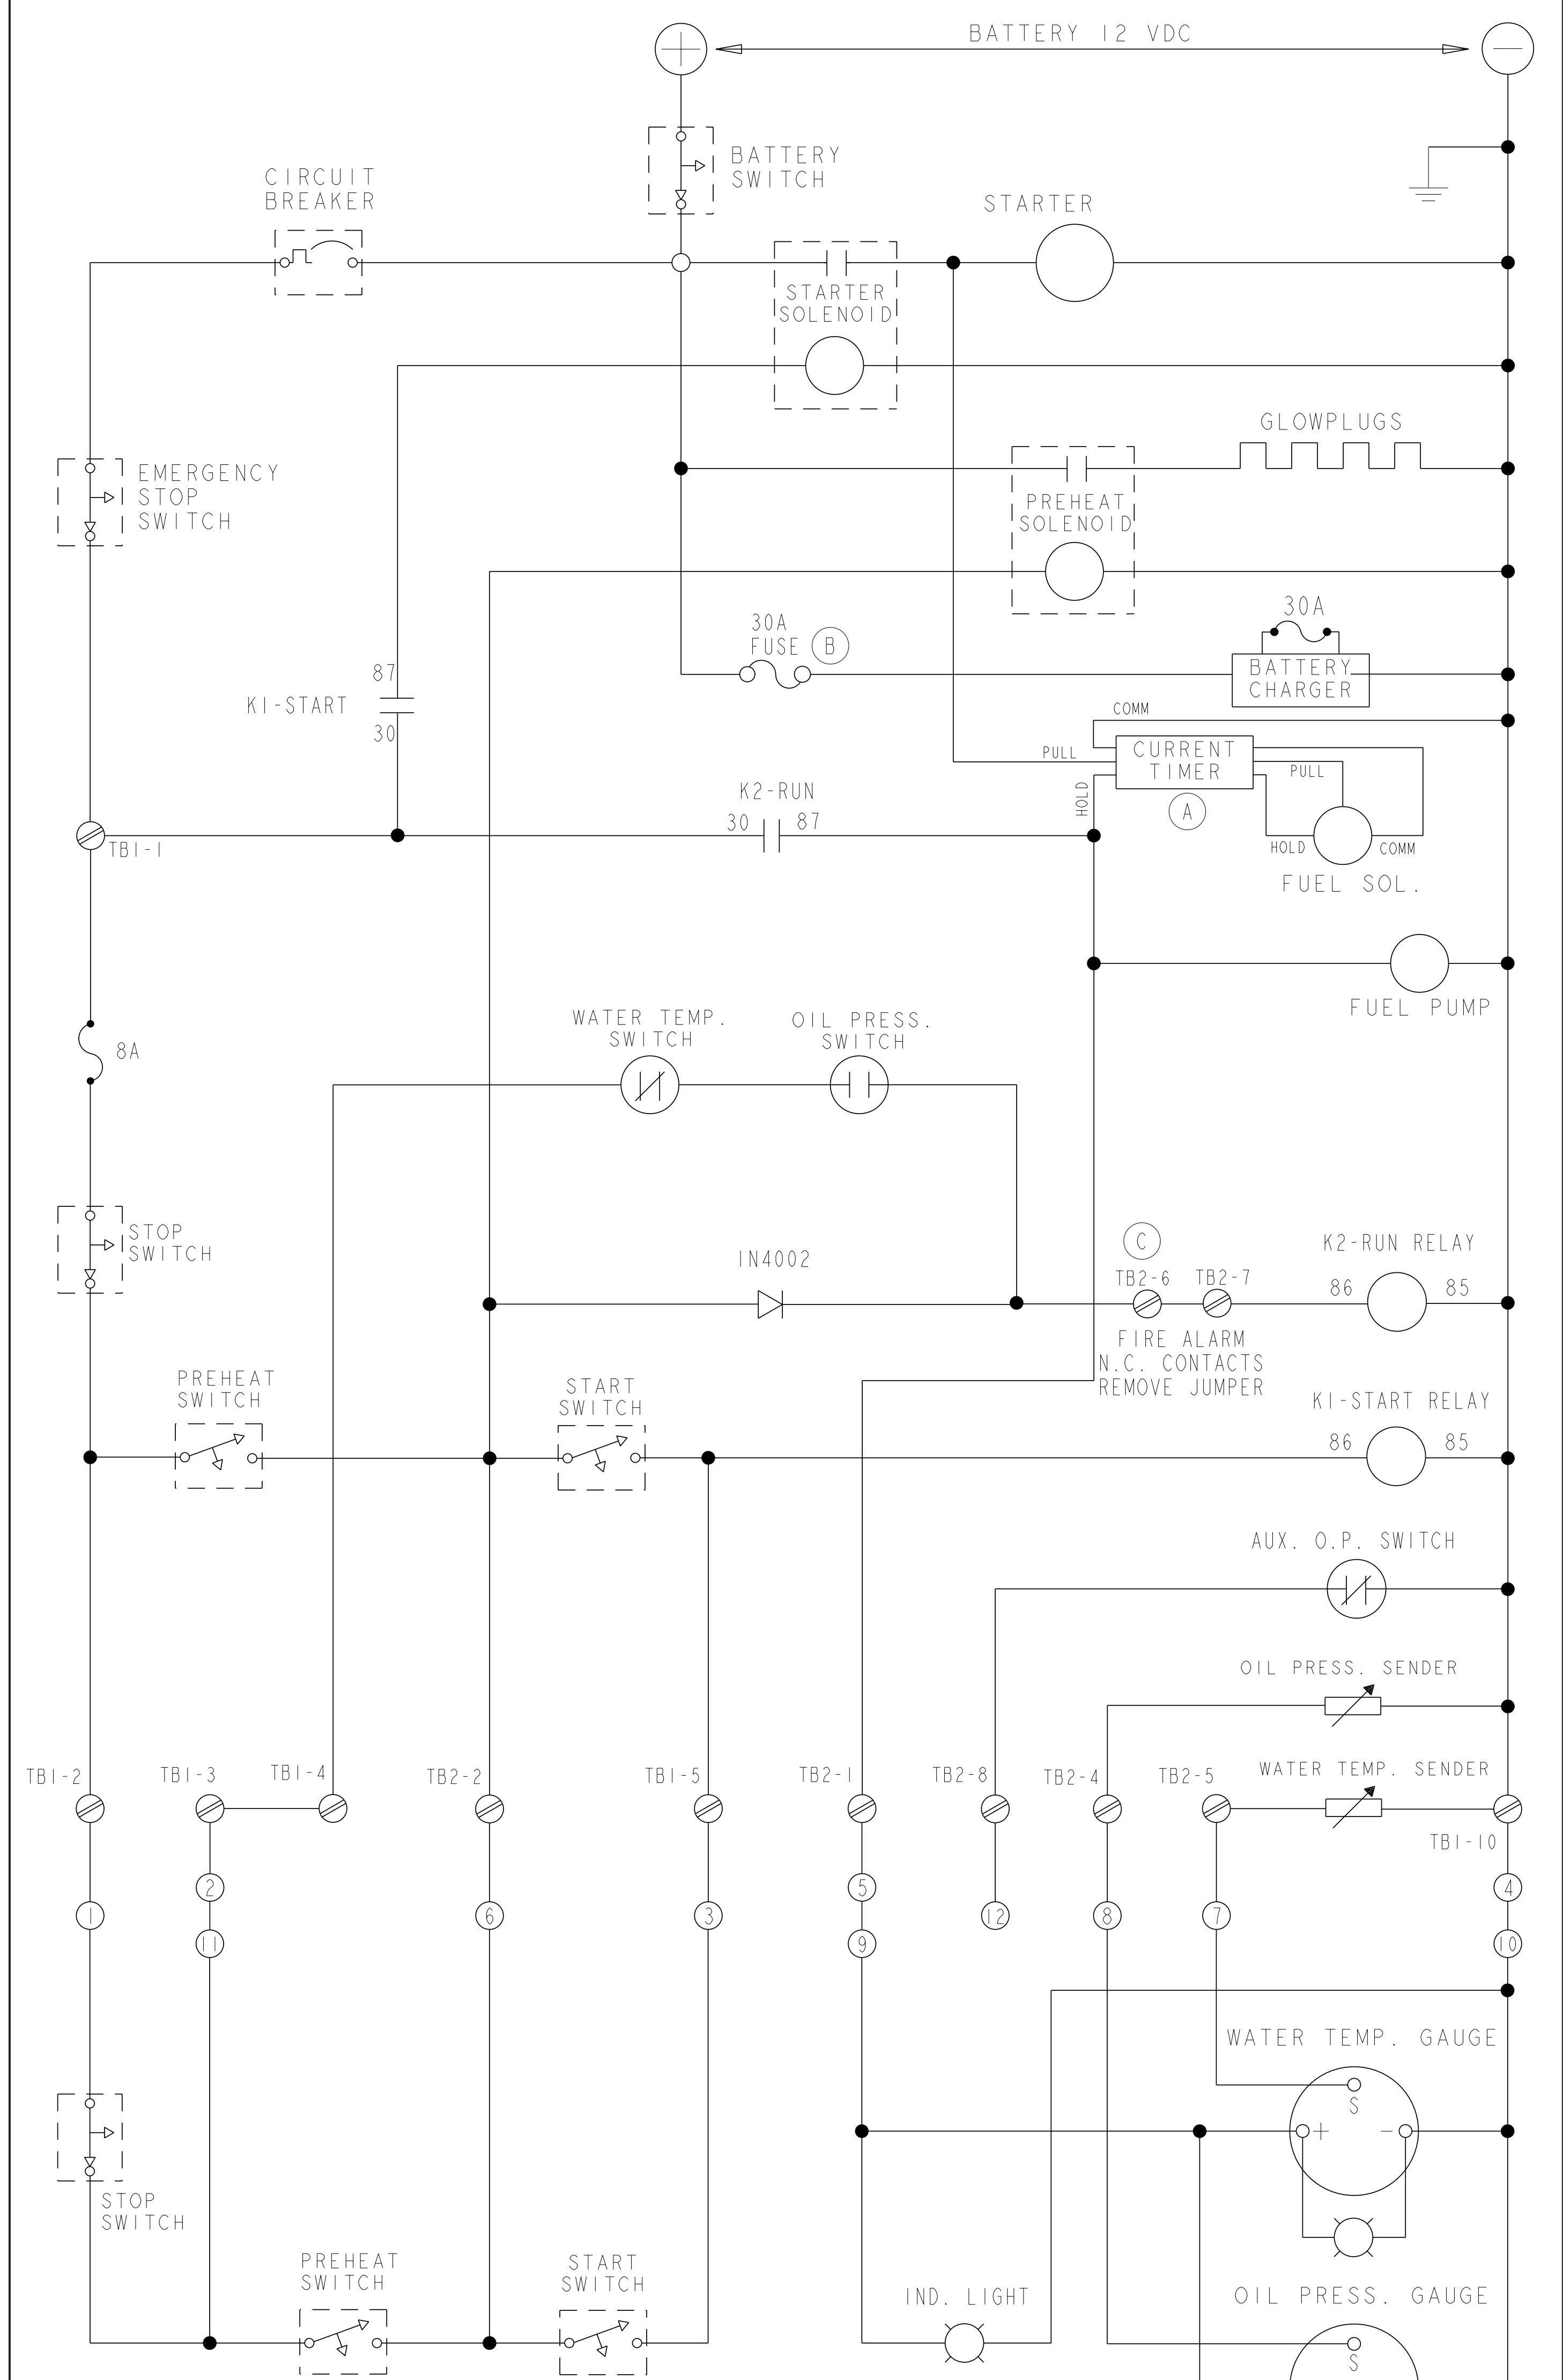 BATTERY 12 VDC
BATTERY
SWITCH
CIRCUIT
BREAKER
STARTER
STARTER
SOLENOID
GLOWPLUGS
EMERGENCY
STOP
SWITCH
PREHEAT
SOLENOID
30A
FUSE
B
30A
BATTERY
CHARGER
87
K1-START
30
COMM
PULL
CURRENT
TIMER
PULL
HOLD
A
K2-RUN
30
87
TB1-1
HOLD
COMM
FUEL SOL.
FUEL PUMP
8A
WATER TEMP.
SWITCH
OIL PRESS.
SWITCH
STOP
SWITCH
IN4002
C
TB2-6
TB2-7
K2-RUN RELAY
86
85
FIRE ALARM
N.C. CONTACTS
REMOVE JUMPER
PREHEAT
SWITCH
START
SWITCH
K1-START RELAY
86
85
AUX. O.P. SWITCH
OIL PRESS. SENDER
TB1-2
TB1-3
TB1-4
TB2-2
TB1-5
TB2-1
TB2-8
TB2-4
TB2-5
WATER TEMP. SENDER
TB1-10
2
5
4
1
6
3
12
8
7
11
9
10
WATER TEMP. GAUGE
S
+
-
STOP
SWITCH
PREHEAT
SWITCH
START
SWITCH
IND. LIGHT
OIL PRESS. GAUGE
S